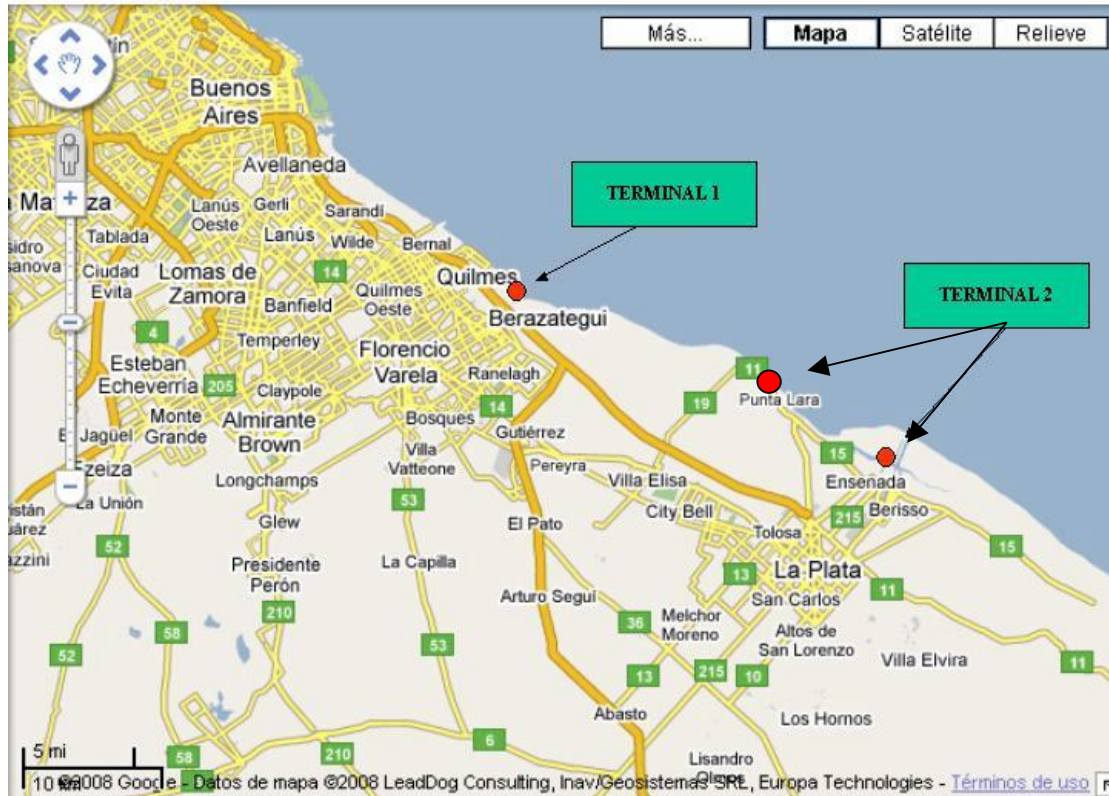 Más...
Mapa
Satélite
Relieve
Buenos
Aires
Avellaneda
TERMINAL 1
Lanús
Oeste
Gerli
Sarandí
Tablada
Lanús
Wilde
Bernal
Ciudad
Evita
Lomas de
Zamora
14
Quilmes
Banfield
Quilmes
Oeste
Berazategui
TERMINAL 2
4
Temperley
Florencio
Varela
Esteban
Echeverría
205
Claypole
Ranelagh
11
19
Punta Lara
Monte
Grande
Almirante
Brown
Bosques
14
Gutiérrez
15
Ensenada
Villa
Vatteone
Pereyra
Villa Elisa
Longchamps
La Unión
53
City Bell
215
Berisso
Glew
El Pato
Tolosa
52
La Capilla
15
Presidente
Perón
La Plata
13
11
Arturo Segui
San Carlos
210
36
Melchor
Moreno
Altos de
San Lorenzo
58
53
52
Villa Elvira
11
13
215
10
Abasto
Los Hornos
6
5 mi
58
210
Lisandro
10 km
©2008 Google - Datos de mapa ©2008 LeadDog Consulting, Inav/Geosistemas SRL, Europa Technologies - Términos de uso